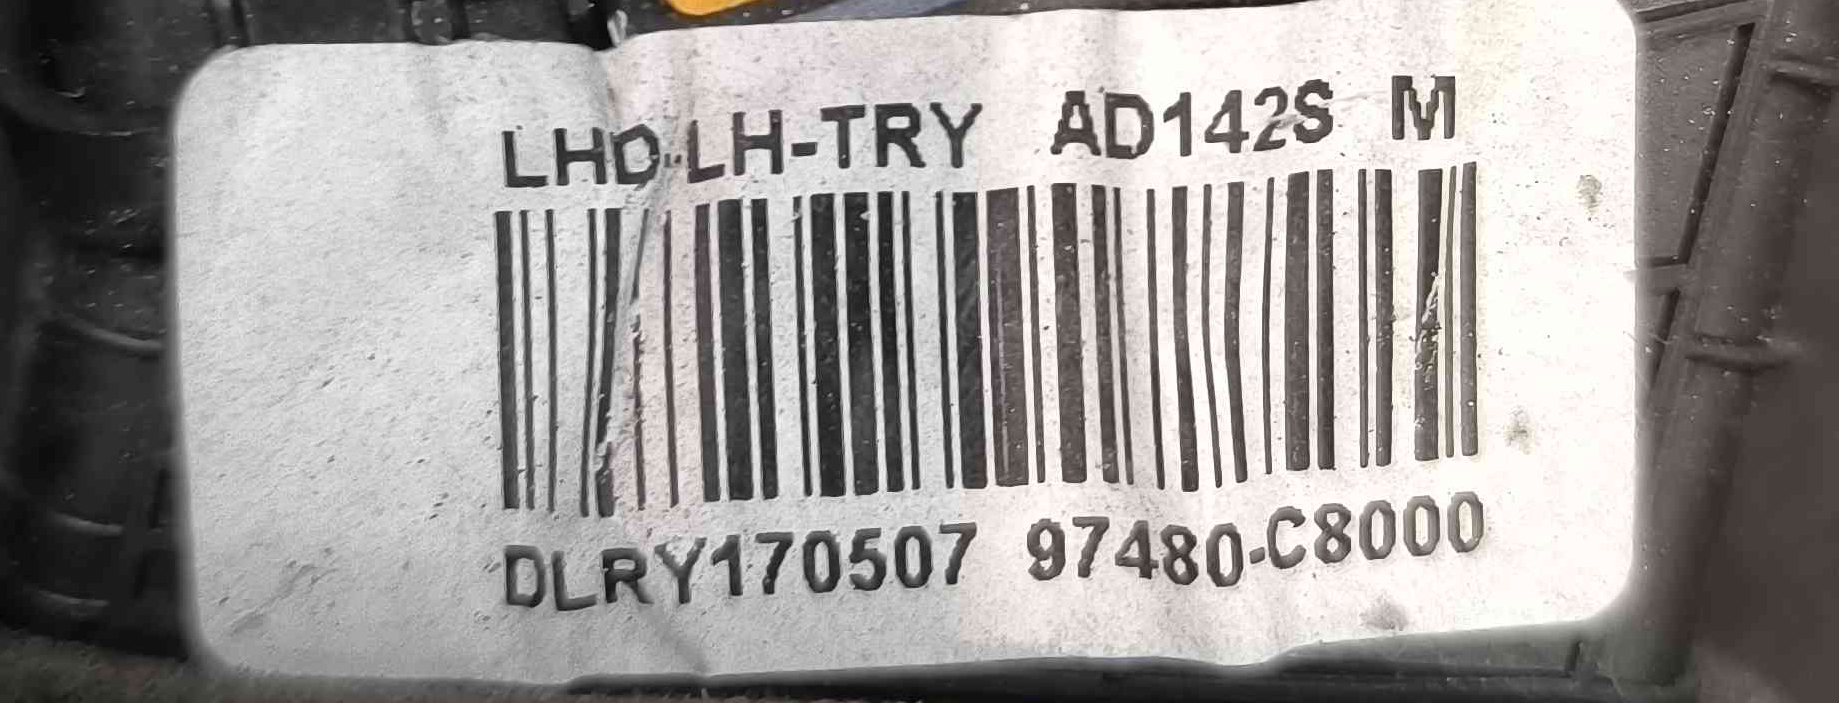 LHD-LH-TRY AD142S M
DLRY170507 97480-C8000